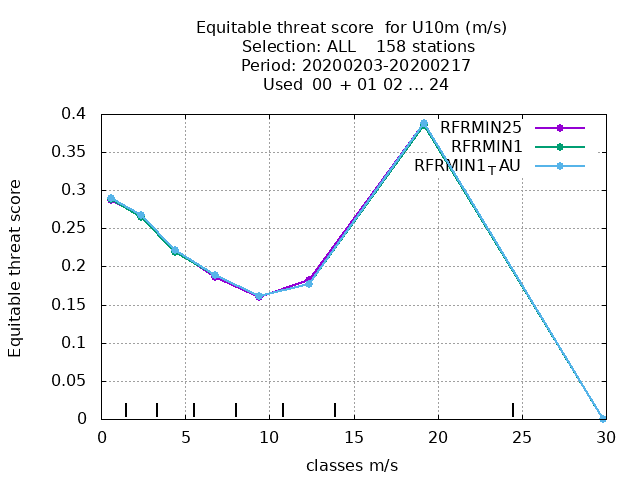 Equitable threat score for U10m (m/s)
Selection: ALL 158 stations
Period: 20200203-20200217
Used 00 + 01 02 ... 24
RFRMIN25
RFRMIN1
RFRMIN1TAU
0.4
0.35
0.3
0.25
0.2
0.15
0.1
0.05
0
Equitable threat score
0 5 10 15 20 25 30
classes m/s